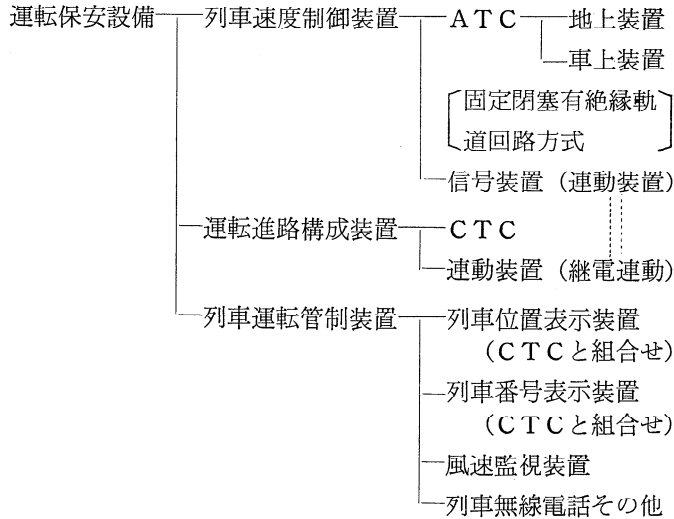 運転保安設備 列車速度制御装置 ATC 地上装置
車上装置
固定閉塞有絶縁軌
道回路方式
信号装置(連動装置)
運転進路構成装置 CTC
連動装置(継電連動)
列車運転管制装置 列車位置表示装置
(CTCと組合せ)
列車番号表示装置
(CTCと組合せ)
風速監視装置
列車無線電話その他